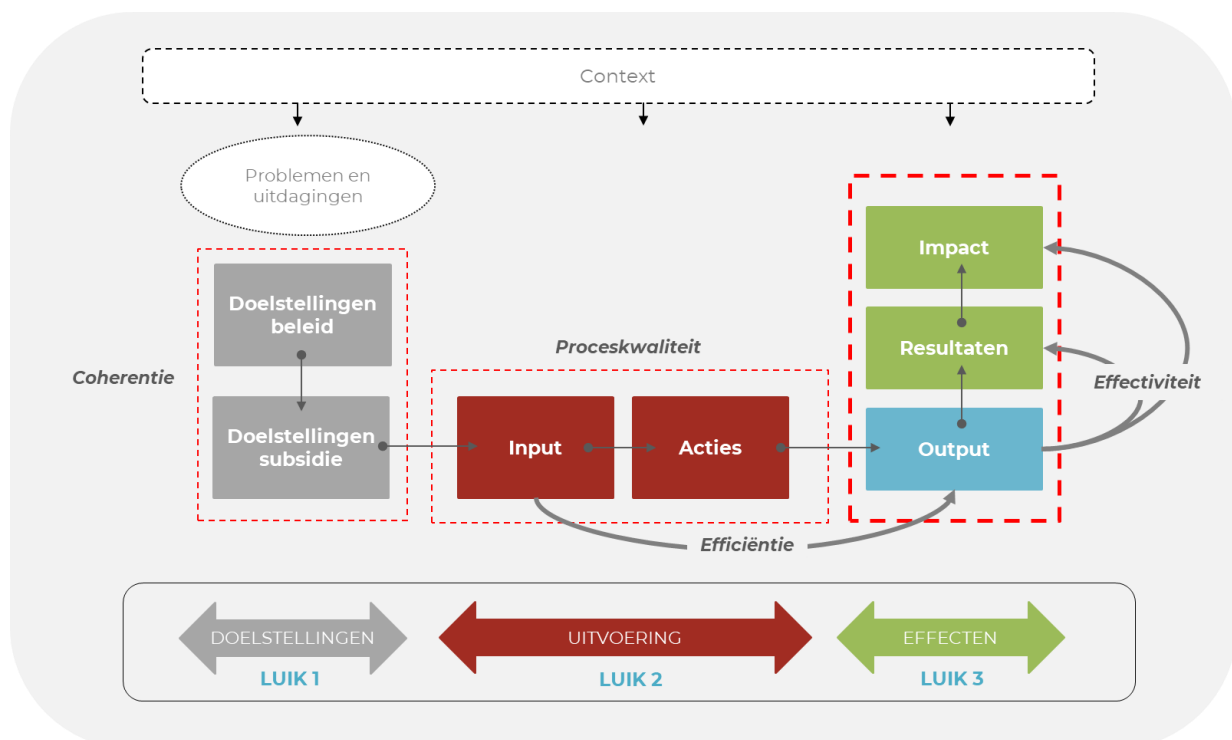 Context
Problemen en
uitdagingen
Doelstellingen
beleid
Coherentie
Doelstellingen
subsidie
Proceskwaliteit
Input
Acties
Efficiëntie
Impact
Resultaten
Output
Effectiviteit
DOELSTELLINGEN
LUIK 1
UITVOERING
LUIK 2
EFFECTEN
LUIK 3